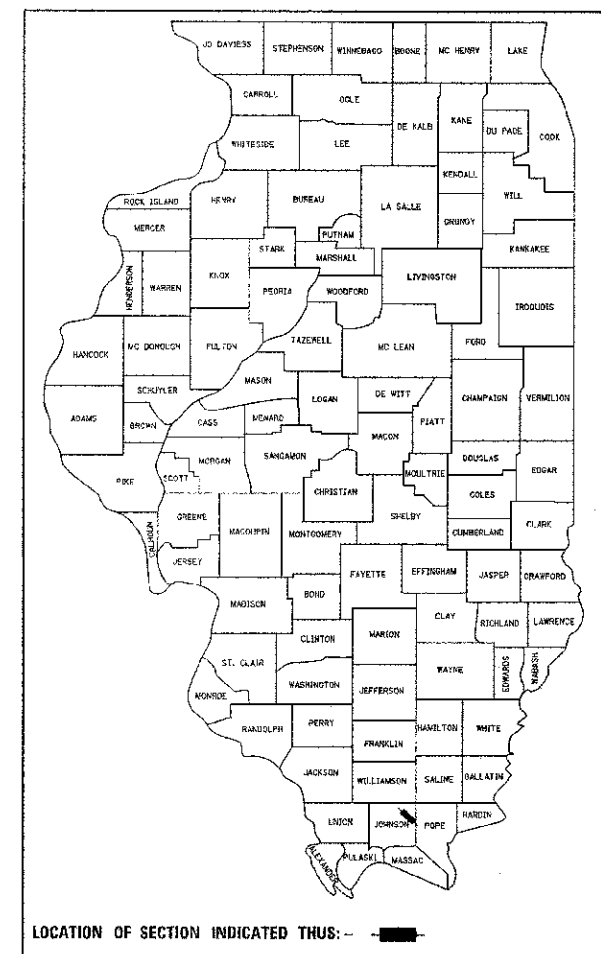 JO DAVIESS STEPHENSON WINNEBAGO BOONE MC HENRY LAKE
CARROLL OGLE
DE KALB KANE DU PAGE COOK
WHITESIDE LEE
KENDALL WILL
ROCK ISLAND HENRY BUREAU LA SALLE GRUNDY
MERCER PUTNAM
STARK MARSHALL KANKAKEE
HENDERSON WARREN KNOX PEORIA WOODFORD LIVINGSTON IROQUOIS
HANCOCK MC DONOUGH FULTON TAZEWELL MC LEAN FORD
SCHUYLER MASON LOGAN DE WITT CHAMPAIGN VERMILION
ADAMS BROWN CASS MENARD PIATT
MACON
PIKE SCOTT MORGAN SANGAMON MOULTRIE DOUGLAS EDGAR
CHRISTIAN COLES
GREENE MACOUPIN MONTGOMERY SHELBY
CALHOUN JERSEY CUMBERLAND CLARK
FAYETTE EFFINGHAM JASPER CRAWFORD
MADISON BOND
CLAY RICHLAND LAWRENCE
CLINTON MARION
ST. CLAIR WAYNE EDWARDS WABASH
WASHINGTON JEFFERSON
MONROE
RANDOLPH PERRY HAMILTON WHITE
FRANKLIN
JACKSON WILLIAMSON SALINE GALLATIN
UNION JOHNSON POPE HARDIN
ALEXANDER PULASKI MASSAC
LOCATION OF SECTION INDICATED THUS: -